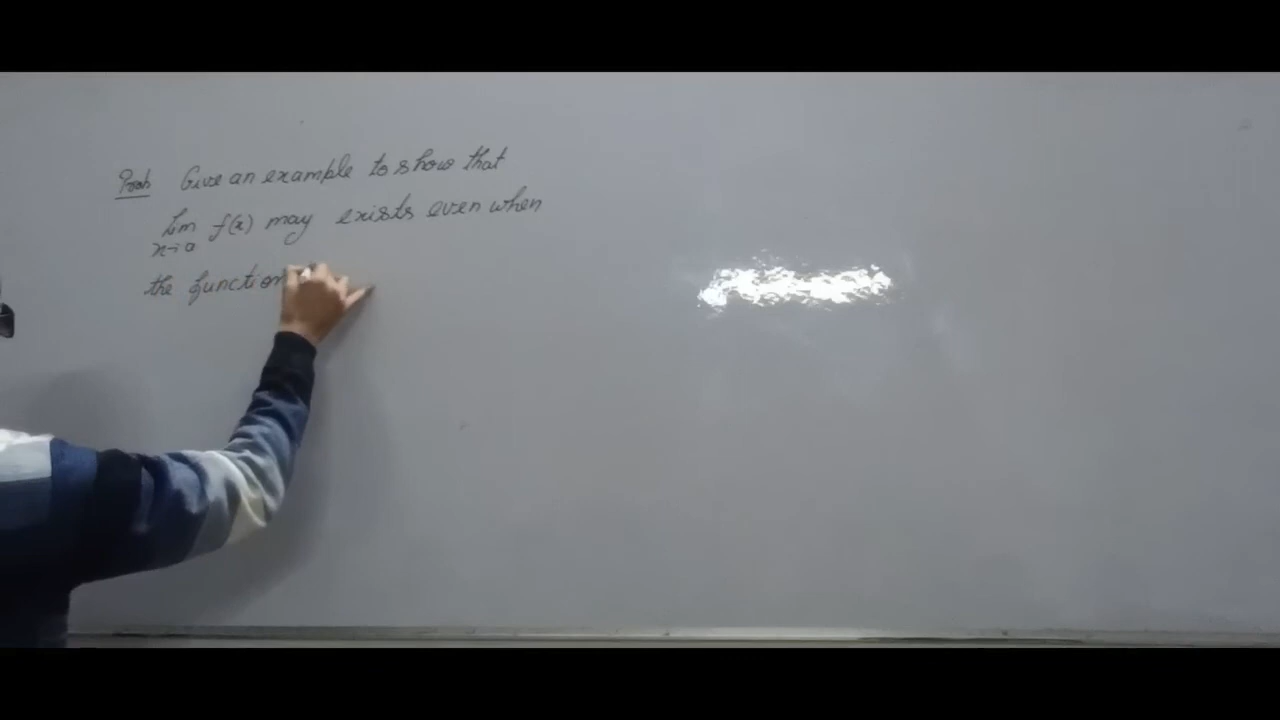 Prob Give an example to show that
Lim f(x) may exists even when
x→a
the function